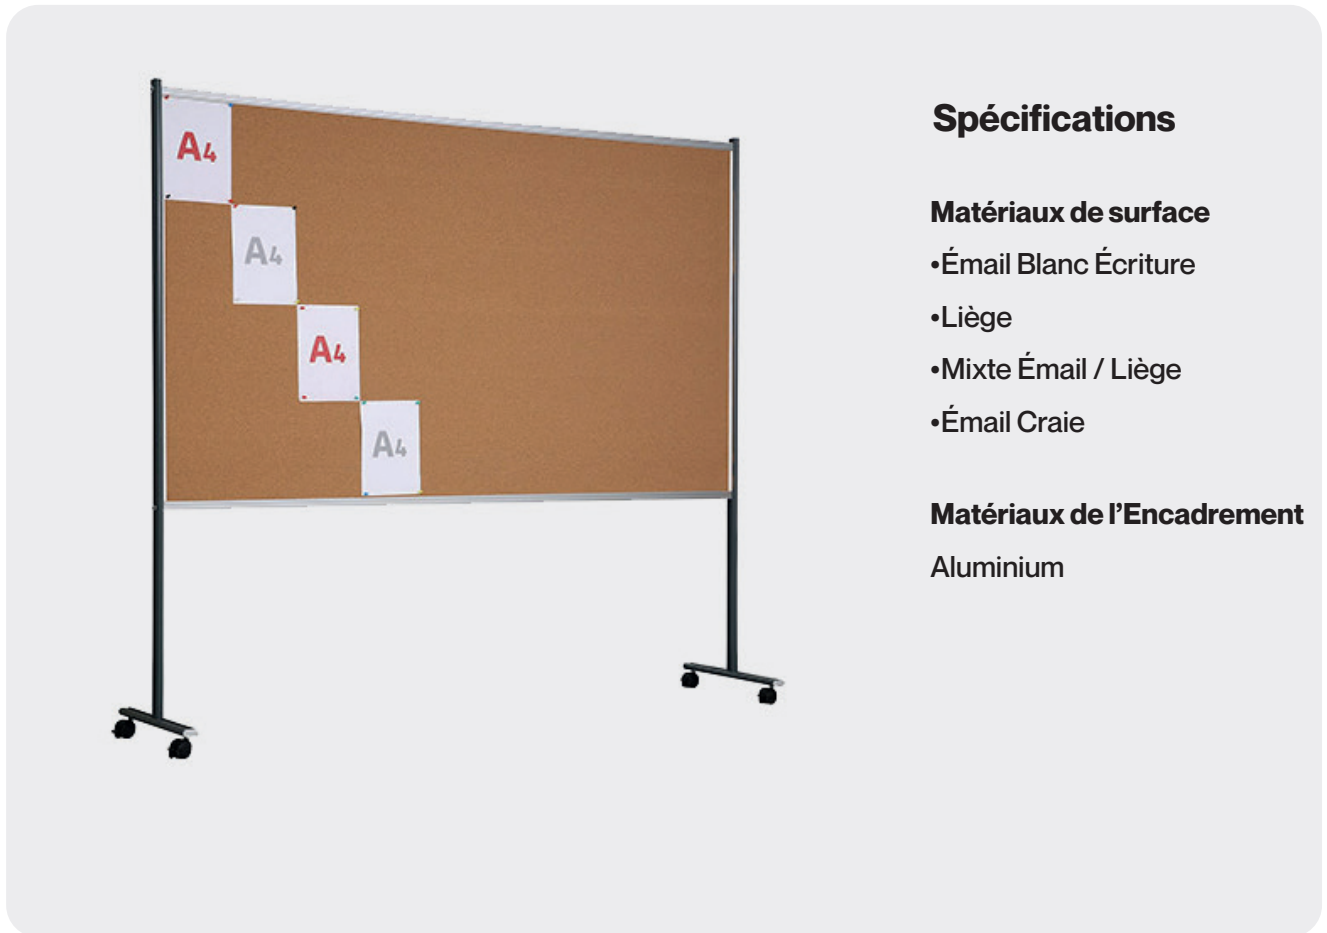 A4
A4
A4
A4
Spécifications
Matériaux de surface
•Émail Blanc Écriture
•Liège
•Mixte Émail / Liège
•Émail Craie
Matériaux de l’Encadrement
Aluminium